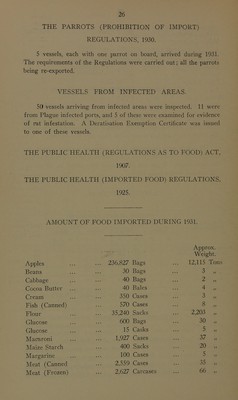 26
THE PARROTS (PROHIBITION OF IMPORT)
REGULATIONS, 1930.
5 vessels, each with one parrot on board, arrived during 1931.
The requirements of the Regulations were carried out; all the parrots
being re-exported.
VESSELS FROM INFECTED AREAS.
50 vessels arriving from infected areas were inspected. 11 were
from Plague infected ports, and 5 of these were examined for evidence
of rat infestation. A Deratisation Exemption Certificate was issued
to one of these vessels.
THE PUBLIC HEALTH (REGULATIONS AS TO FOOD) ACT,
1907.
THE PUBLIC HEALTH (IMPORTED FOOD) REGULATIONS,
1925.
AMOUNT OF FOOD IMPORTED DURING 1931.
Approx.
Weight.
Apples ... ... 236,827 Bags ... 12,115 Tons
Beans ... ... 30 Bags ... 3 „
Cabbage ... ... 40 Bags ... 2 „
Cocoa Butter ... ... 40 Bales ... 4 „
Cream ... ... 350 Cases ... 3 „
Fish (Canned) ... ... 570 Cases ... 8 „
Flour ... ... 35,240 Sacks ... 2,203 „
Glucose ... ... 600 Bags ... 30 „
Glucose ... ... 15 Casks ... 3 „
Macaroni ... ... 1,927 Cases ... 37 „
Maize Starch ... ... 400 Sacks ... 20 „
Margarine ... ... 100 Cases ... 5 „
Meat (Canned ... ... 2,559 Cases ... 35 „
Meat (Frozen) ... ... 2,627 Carcases ... 66 „